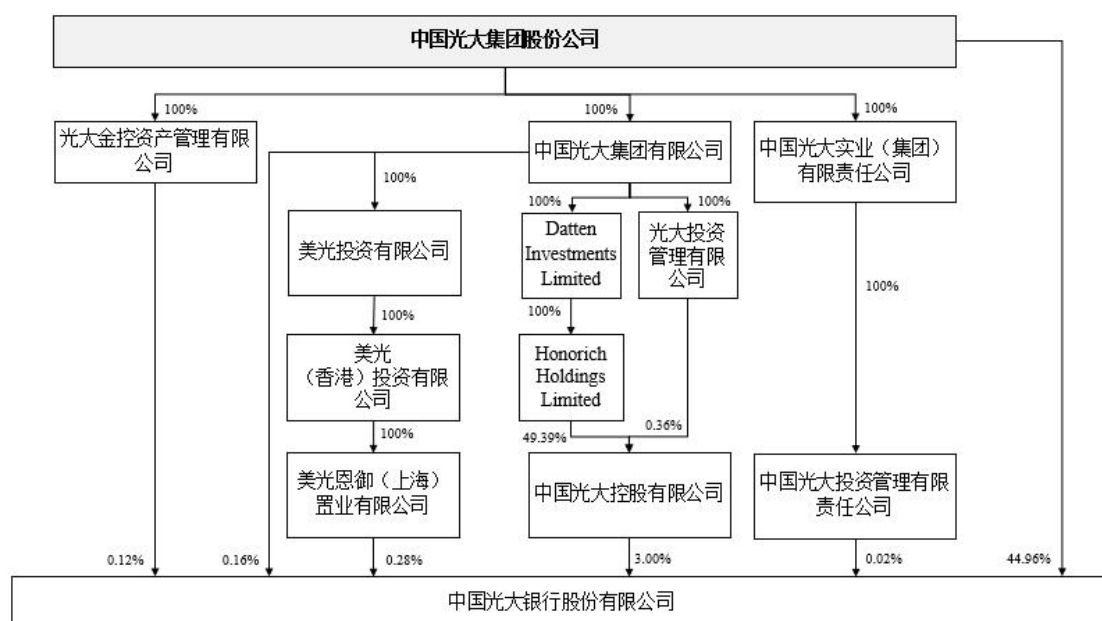 中国光大集团股份公司
100%
100%
100%
光大金控资产管理有限
公司
中国光大集团有限公司
中国光大实业（集团）
有限责任公司
100%
100%
100%
美光投资有限公司
Datten
Investments
Limited
光大投资
管理有限
公司
100%
100%
100%
美光
（香港）投资有限
公司
Honorich
Holdings
Limited
100%
49.39%
0.36%
美光恩御（上海）
置业有限公司
中国光大控股有限公司
中国光大投资管理有限
责任公司
0.12%
0.16%
0.28%
3.00%
0.02%
44.96%
中国光大银行股份有限公司